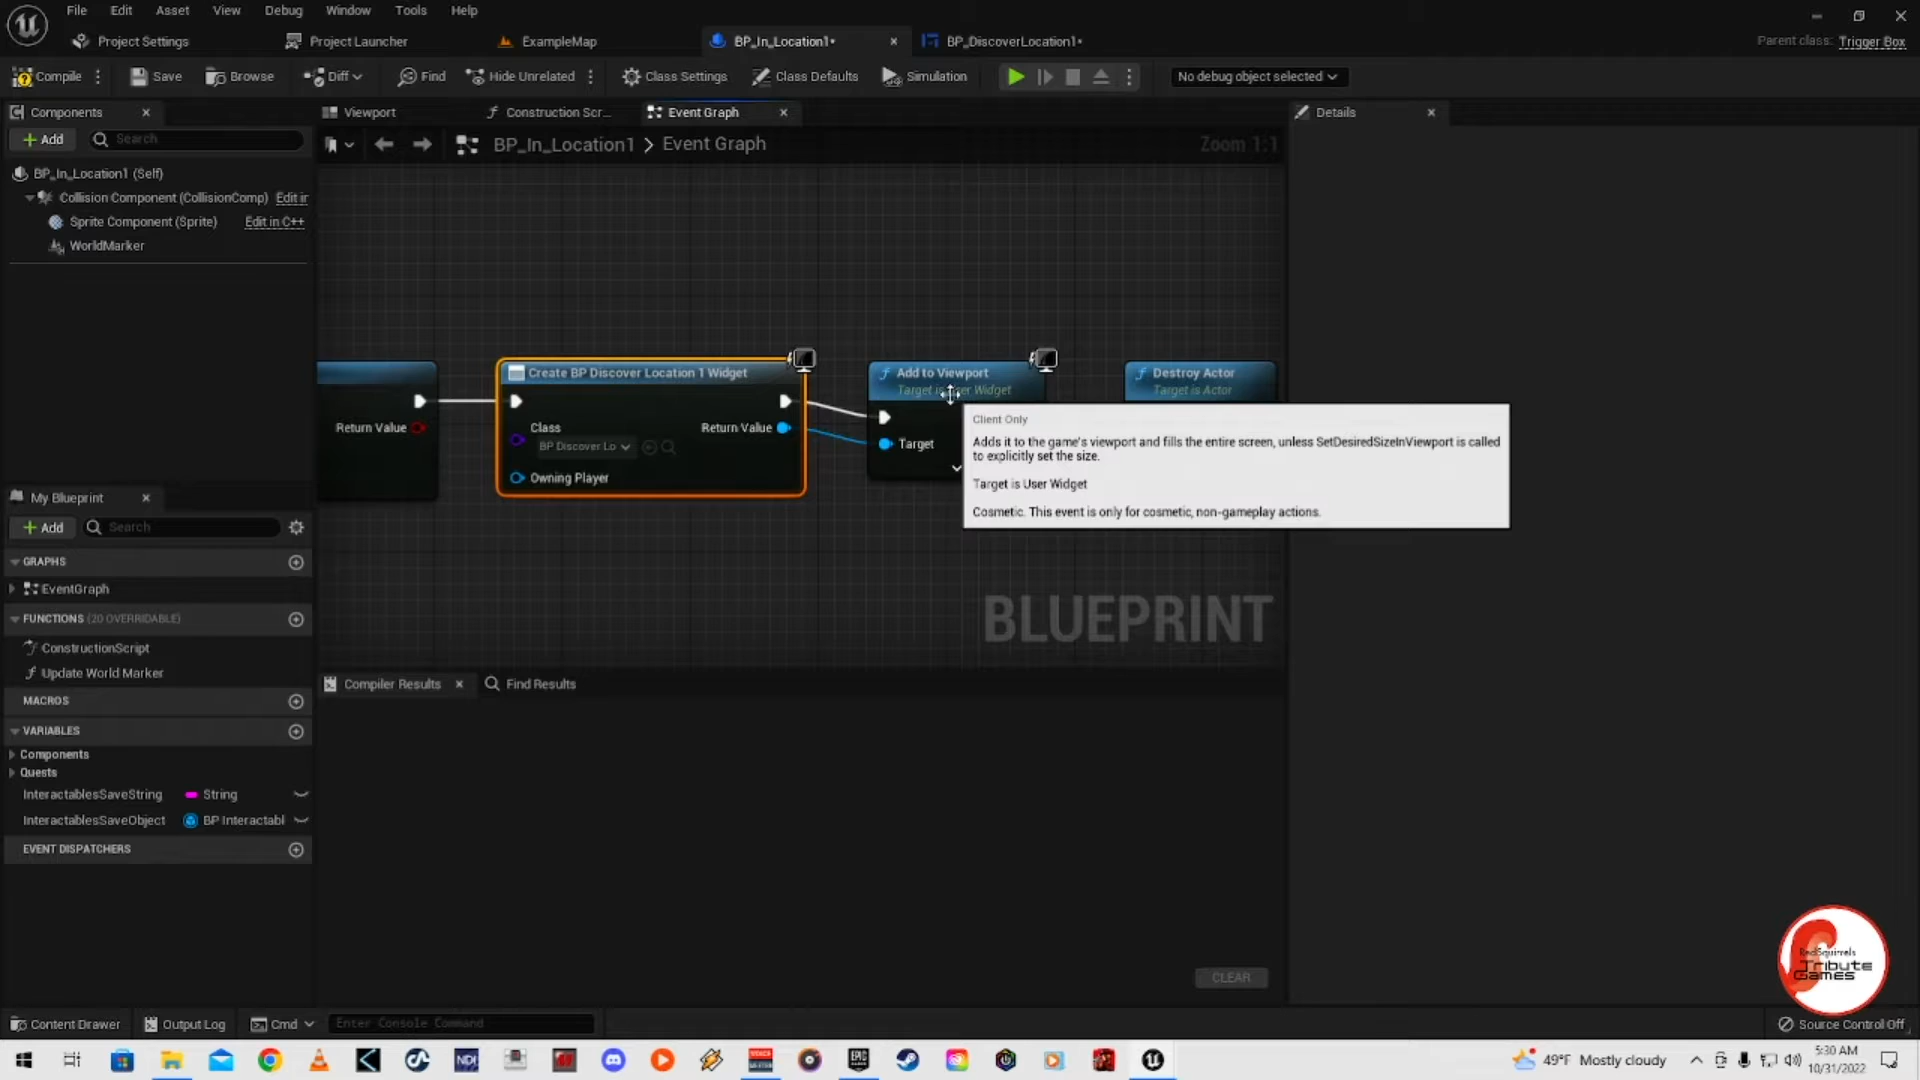 File Edit Asset View Debug Window Tools Help
Project Settings Project Launcher ExampleMap BP_In_Location1* BP_DiscoverLocation1* Parent class: Trigger Box
Compile Save Browse Diff Find Hide Unrelated Class Settings Class Defaults Simulation No debug object selected
Components Viewport Construction Scr... Event Graph Details
Add Search
BP_In_Location1 > Event Graph Zoom 1:1
BP_In_Location1 (Self)
Collision Component (CollisionComp) Edit in
Sprite Component (Sprite) Edit in C++
WorldMarker
Create BP Discover Location 1 Widget
Return Value
Class
BP Discover Lo
Return Value
Owning Player
Add to Viewport
Target is User Widget
Target
Destroy Actor
Target is Actor
Client Only
Adds it to the game's viewport and fills the entire screen, unless SetDesiredSizeInViewport is called
to explicitly set the size.
Target is User Widget
Cosmetic. This event is only for cosmetic, non-gameplay actions.
BLUEPRINT
My Blueprint
Add Search
GRAPHS
EventGraph
FUNCTIONS (20 OVERRIDABLE)
ConstructionScript
Update World Marker
MACROS
VARIABLES
Components
Quests
InteractablesSaveString String
InteractablesSaveObject BP Interactabl
EVENT DISPATCHERS
Compiler Results Find Results
CLEAR
RedSquirrels
Tribute
Games
Content Drawer Output Log Cmd Enter Console Command Source Control Off
49°F Mostly cloudy
5:30 AM
10/31/2022